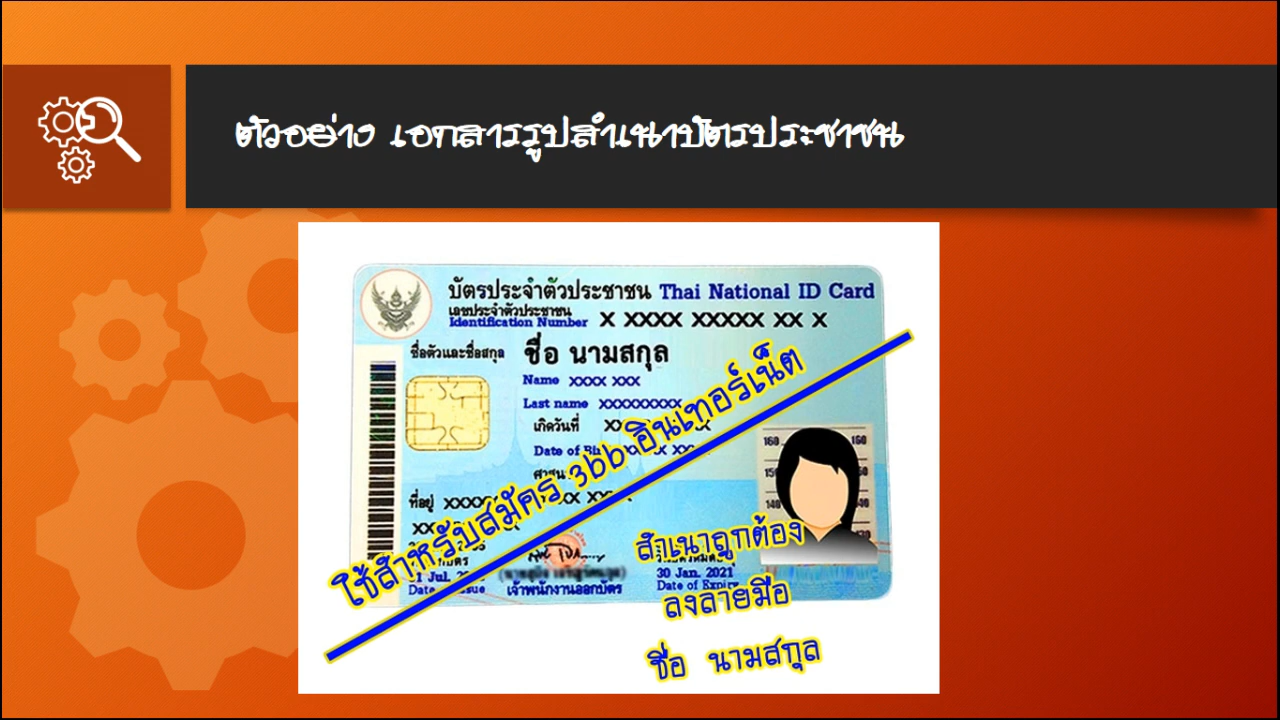 ตัวอย่าง เอกสารรูปสำเนาบัตรประชาชน
บัตรประจำตัวประชาชน Thai National ID Card
เลขประจำตัวประชาชน
Identification Number X XXXX XXXXX XX X
ชื่อตัวและชื่อสกุล ชื่อ นามสกุล
Name XXXX XXX
Last name XXXXXXXXX
เกิดวันที่
Date of
ที่อยู่
ใช้สำหรับสมัคร 3bb อินเทอร์เน็ต
160 160
30 Jan. 2021
เจ้าพนักงานออกบัตร
Date of Expiry
สำเนาถูกต้อง
ลงลายมือ
ชื่อ นามสกุล